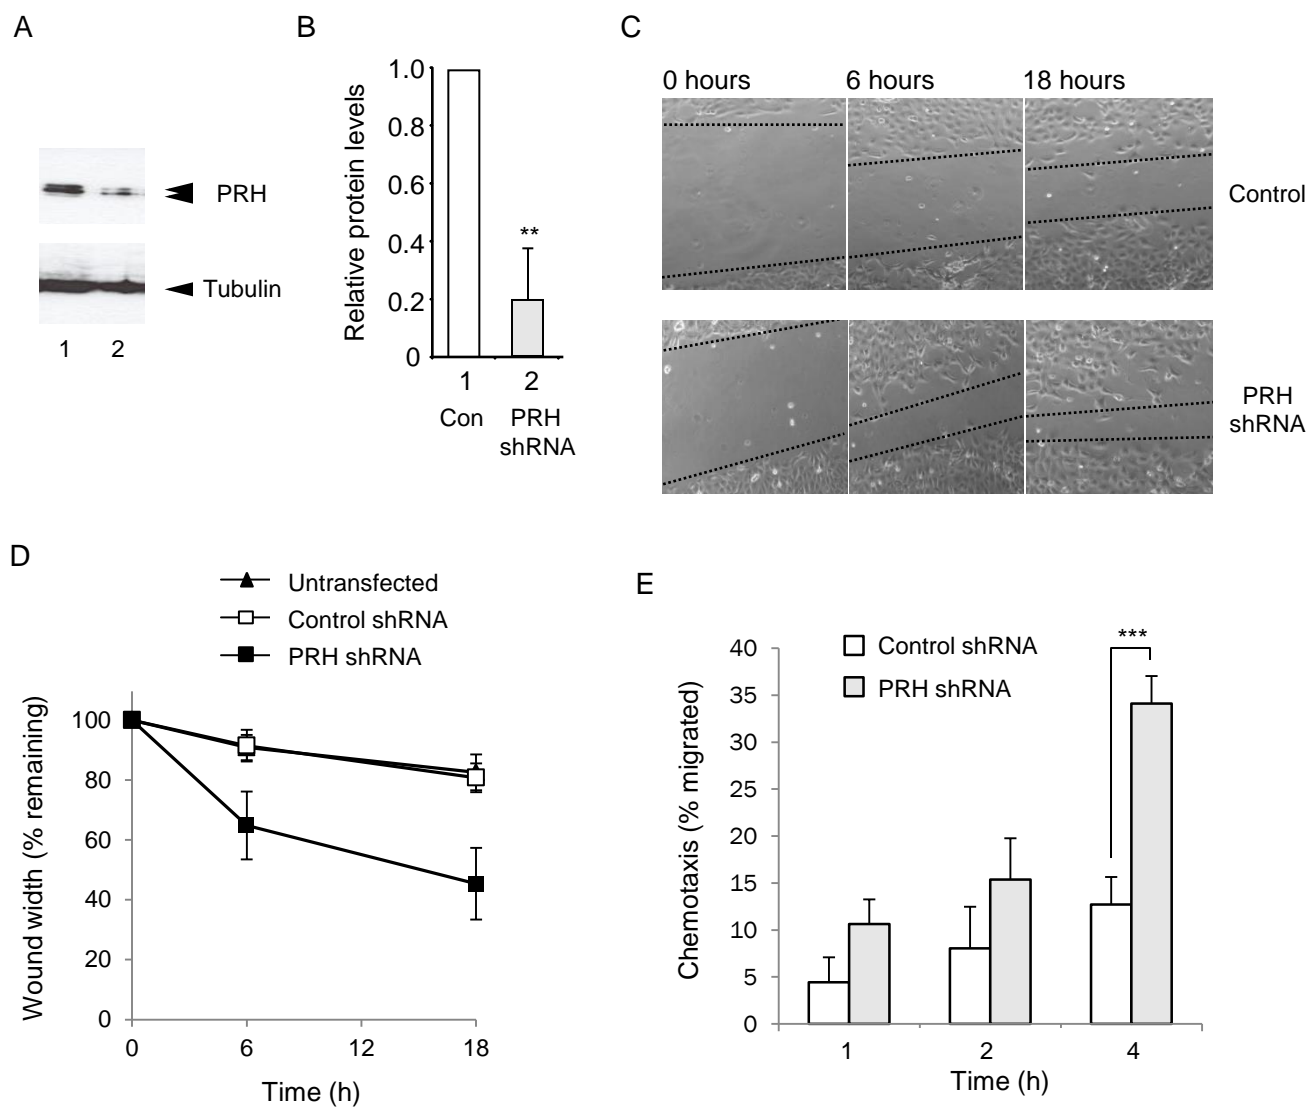 A
PRH
Tubulin
1 2
B
Relative protein levels
1.0
0.8
0.6
0.4
0.2
0
**
1 2
Con PRH
shRNA
C
0 hours 6 hours 18 hours
Control
PRH
shRNA
D
Untransfected
Control shRNA
PRH shRNA
Wound width (% remaining)
100
80
60
40
20
0
0 6 12 18
Time (h)
E
Control shRNA
PRH shRNA
***
Chemotaxis (% migrated)
40
35
30
25
20
15
10
5
0
1 2 4
Time (h)